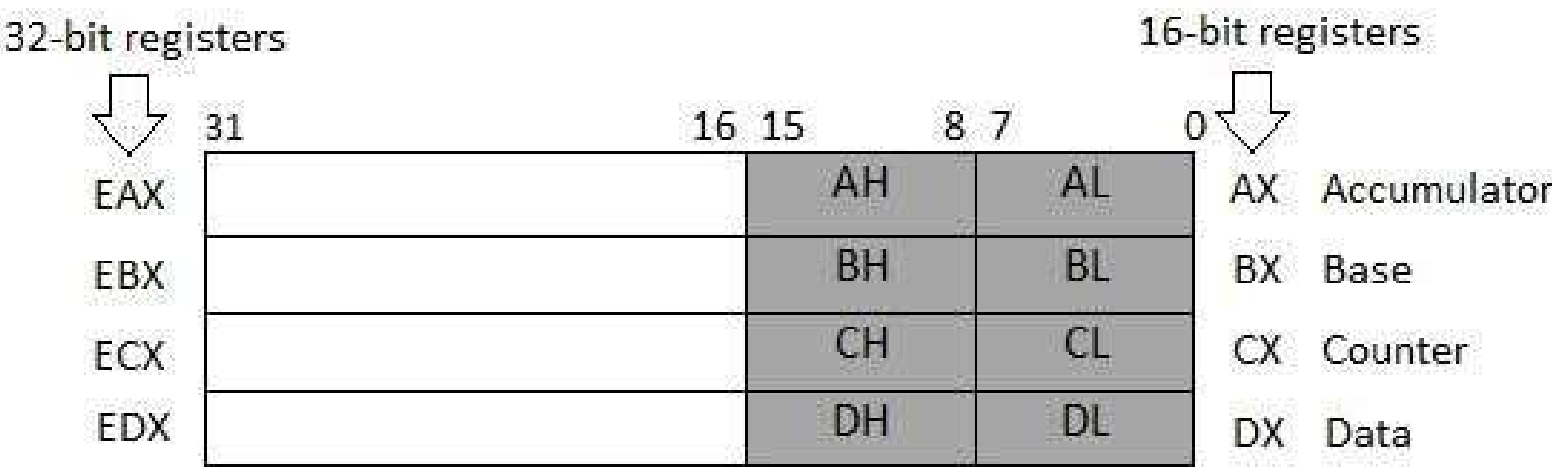 32-bit registers 16-bit registers
31 16 15 8 7 0
EAX AH AL AX Accumulator
EBX BH BL BX Base
ECX CH CL CX Counter
EDX DH DL DX Data